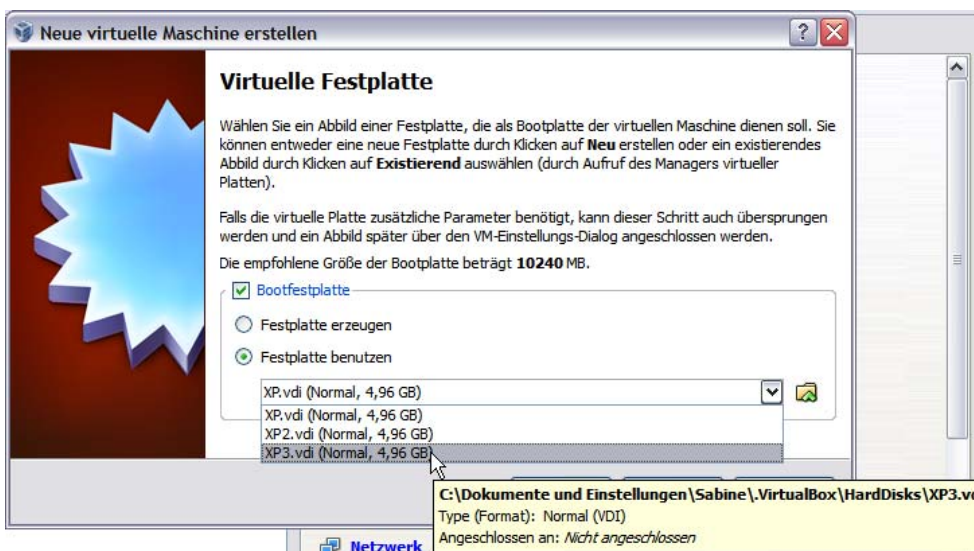 Neue virtuelle Maschine erstellen
?
Virtuelle Festplatte
Wählen Sie ein Abbild einer Festplatte, die als Bootplatte der virtuellen Maschine dienen soll. Sie
können entweder eine neue Festplatte durch Klicken auf Neu erstellen oder ein existierendes
Abbild durch Klicken auf Existierend auswählen (durch Aufruf des Managers virtueller
Platten).
Falls die virtuelle Platte zusätzliche Parameter benötigt, kann dieser Schritt auch übersprungen
werden und ein Abbild später über den VM-Einstellungs-Dialog angeschlossen werden.
Die empfohlene Größe der Bootplatte beträgt 10240 MB.
Bootfestplatte
Festplatte erzeugen
Festplatte benutzen
XP.vdi (Normal, 4,96 GB)
XP.vdi (Normal, 4,96 GB)
XP2.vdi (Normal, 4,96 GB)
XP3.vdi (Normal, 4,96 GB)
C:\Dokumente und Einstellungen\Sabine\.VirtualBox\HardDisks\XP3.v
Type (Format): Normal (VDI)
Angeschlossen an: Nicht angeschlossen
Netzwerk